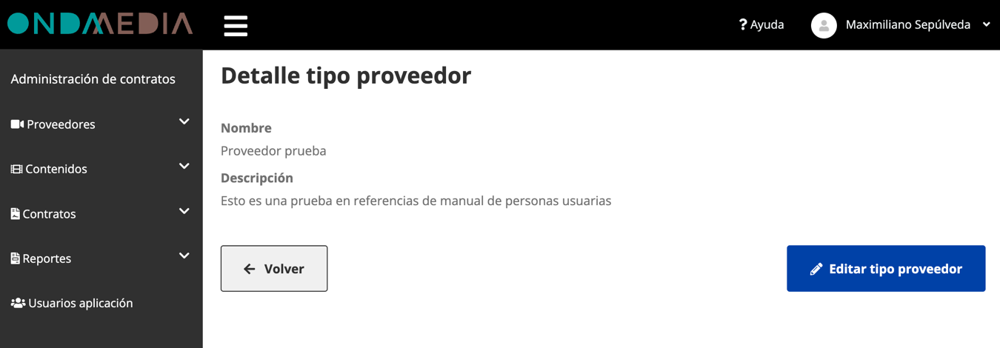 ONDAMEDIA
? Ayuda
Maximiliano Sepúlveda
Administración de contratos
Proveedores
Contenidos
Contratos
Reportes
Usuarios aplicación
Detalle tipo proveedor
Nombre
Proveedor prueba
Descripción
Esto es una prueba en referencias de manual de personas usuarias
Volver
Editar tipo proveedor